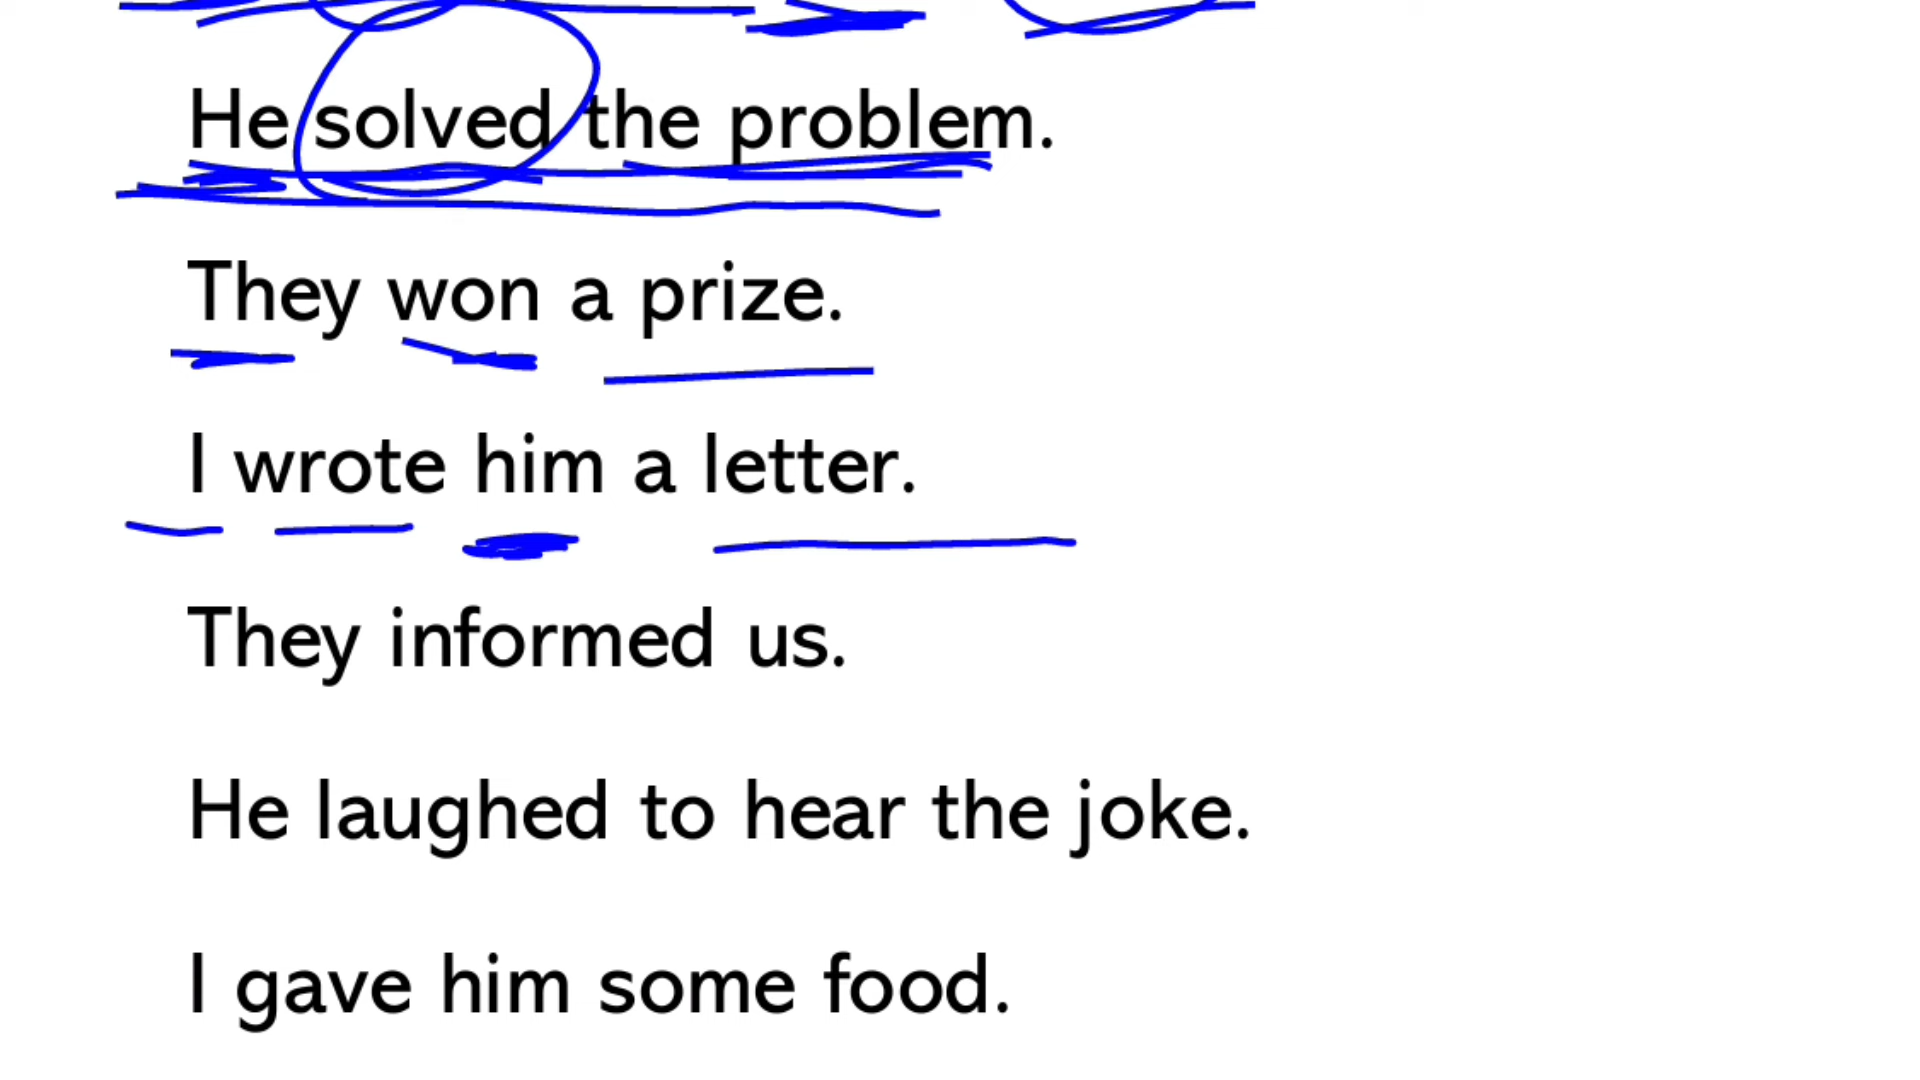 He solved the problem.
They won a prize.
I wrote him a letter.
They informed us.
He laughed to hear the joke.
I gave him some food.